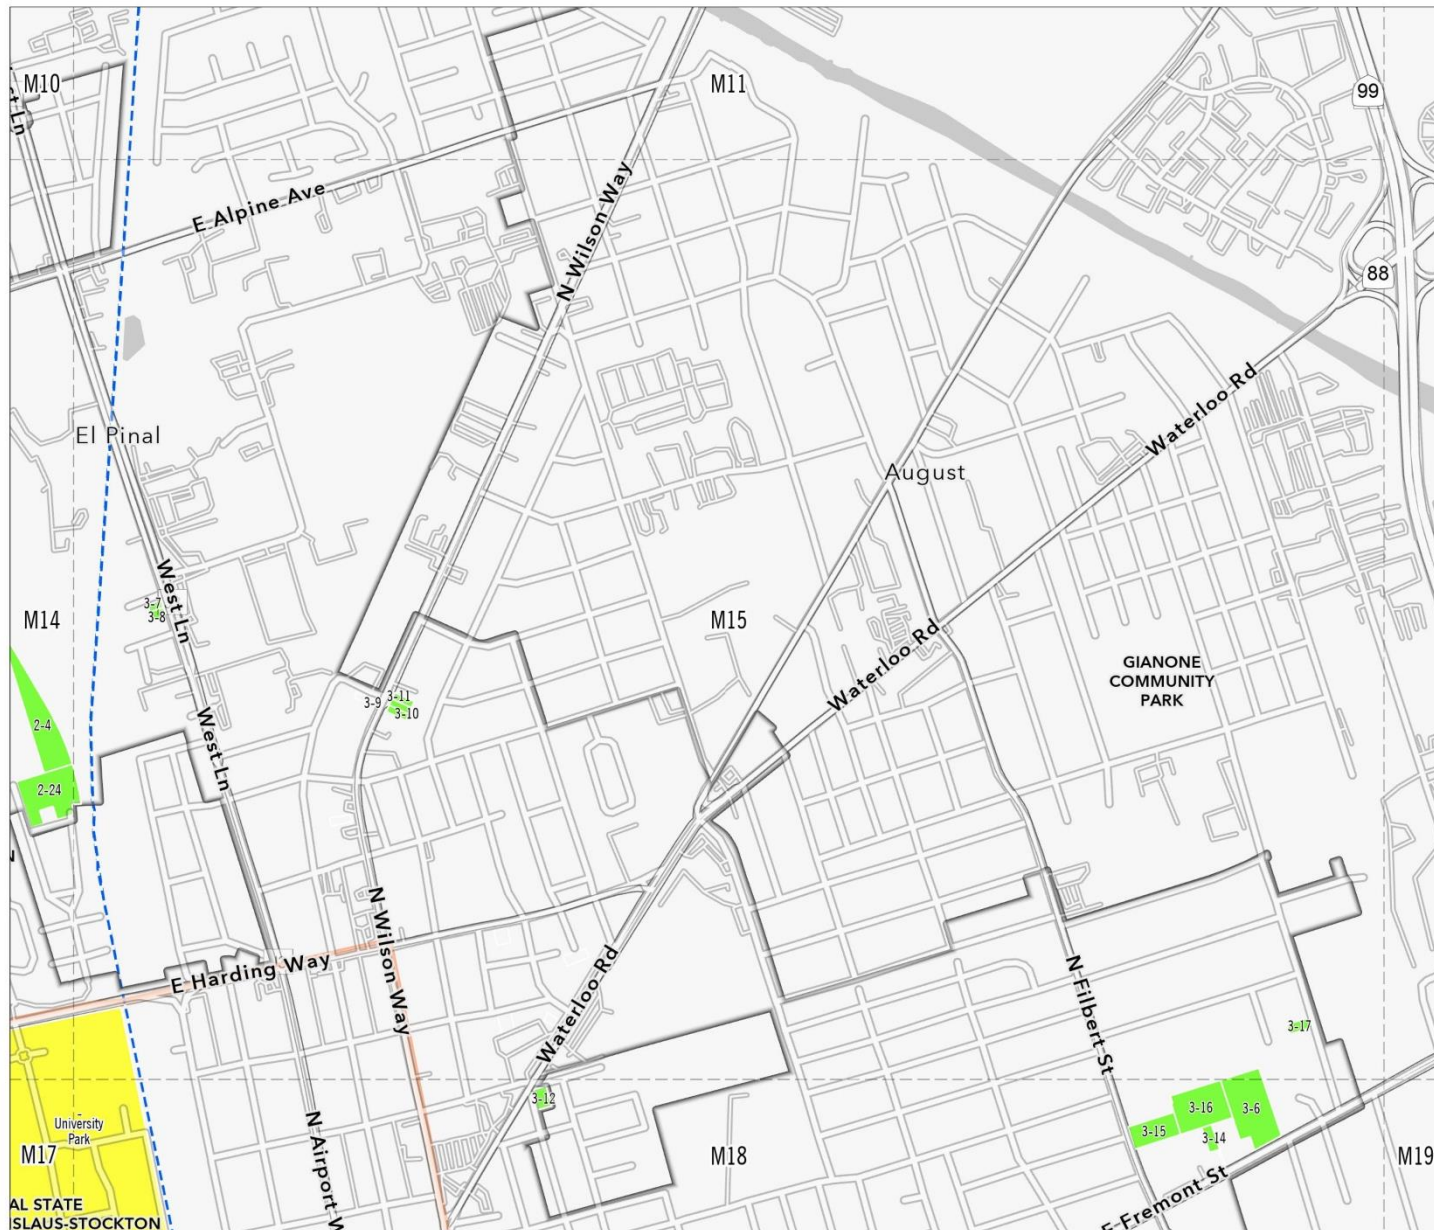 99
M10
M11
st Ln
E Alpine Ave
N Wilson Way
88
Waterloo Rd
El Pinal
August
West Ln
3-7
3-8
M14
M15
Waterloo Rd
GIANONE
COMMUNITY
PARK
3-11
3-9
3-10
2-4
West Ln
2-24
N
N Wilson Way
E Harding Way
Waterloo Rd
N Filbert St
3-17
3-12
3-16
3-6
3-15
3-14
University
Park
N Airport W
M17
M18
M19
E Fremont St
AL STATE
SLAUS-STOCKTON